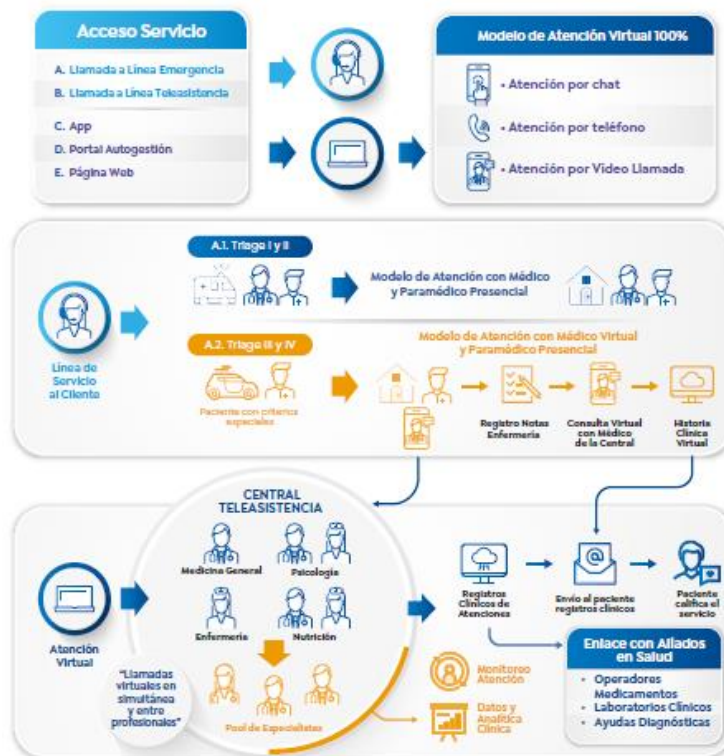 Acceso Servicio
A. Llamada a Línea Emergencia
B. Llamada a Línea Teleasistencia
C. App
D. Portal Autogestión
E. Página Web
Modelo de Atención Virtual 100%
• Atención por chat
• Atención por teléfono
• Atención por Video Llamada
Línea de
Servicio
al Cliente
A.1. Triage I y II
Modelo de Atención con Médico
y Paramédico Presencial
A.2. Triage III y IV
Paciente con criterios
especiales
Modelo de Atención con Médico Virtual
y Paramédico Presencial
Registro Notas
Enfermería
Consulta Virtual
con Médico
de la Central
Historia
Clínica
Virtual
Atención
Virtual
"Llamadas
virtuales en
simultánea
y entre
profesionales"
CENTRAL
TELEASISTENCIA
Medicina General
Psicología
Enfermería
Nutrición
Pool de Especialistas
Registros
Clínicos de
Atenciones
Envío al paciente
registros clínicos
Paciente
califica el
servicio
Monitoreo
Atención
Datos y
Analítica
Clínica
Enlace con Aliados
en Salud
• Operadores
Medicamentos
• Laboratorios Clínicos
• Ayudas Diagnósticas